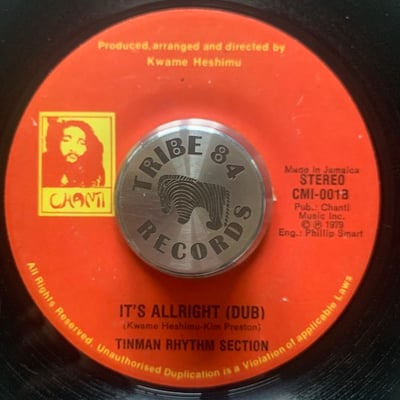 Produced, arranged and directed by
Kwame Heshimu
CHANTI
TRIBE 84
RECORDS
Made in Jamaica
STEREO
CMI-0013
Pub.: Chanti
Music Inc.
© ℗ 1979
Eng.: Phillip Smart
IT'S ALLRIGHT (DUB)
(Kwame Heshimu-Kim Preston)
TINMAN RHYTHM SECTION
All Rights Reserved. Unauthorised Duplication is a Violation of applicable Laws